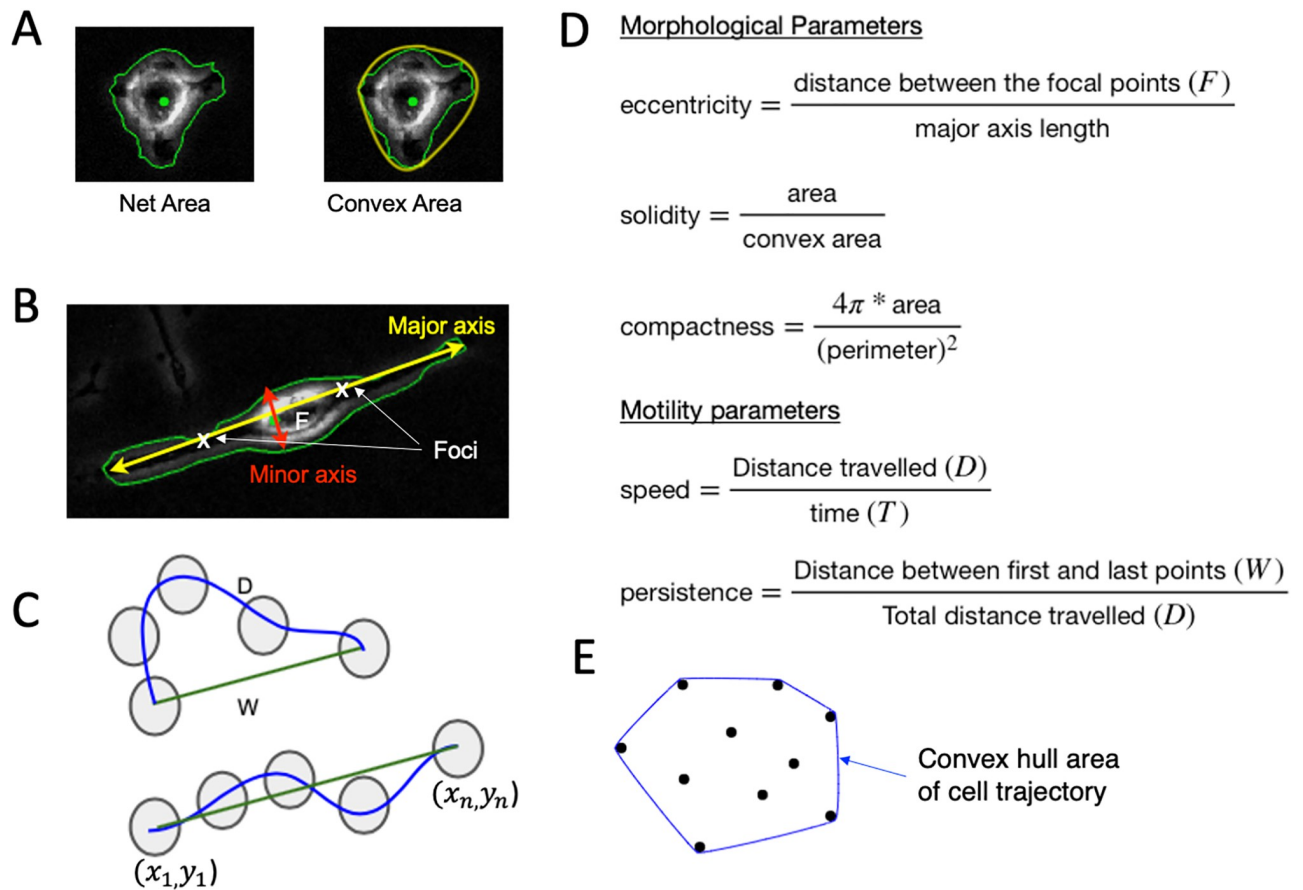 A
Net Area
Convex Area
B
Major axis
X
X
F
Foci
Minor axis
C
D
W
(x₁,y₁)
(xₙ,yₙ)
D
Morphological Parameters
eccentricity = distance between the focal points (F)
major axis length
solidity = area
convex area
compactness = 4π * area
(perimeter)²
Motility parameters
speed = Distance travelled (D)
time (T)
persistence = Distance between first and last points (W)
Total distance travelled (D)
E
Convex hull area
of cell trajectory